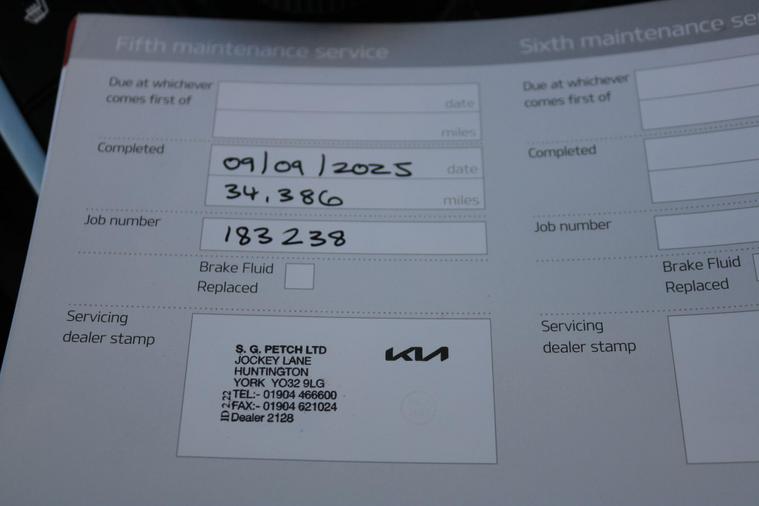 Fifth maintenance service
Due at whichever
comes first of
date
miles
Completed
09/09/2025 date
34,386 miles
Job number
183238
Brake Fluid
Replaced
Servicing
dealer stamp
S. G. PETCH LTD
JOCKEY LANE
HUNTINGTON
YORK YO32 9LG
TEL:- 01904 466600
FAX:- 01904 621024
Dealer 2128
ID 2.22
KIA
Sixth maintenance se
Due at whichever
comes first of
Completed
Job number
Brake Fluid
Replaced
Servicing
dealer stamp